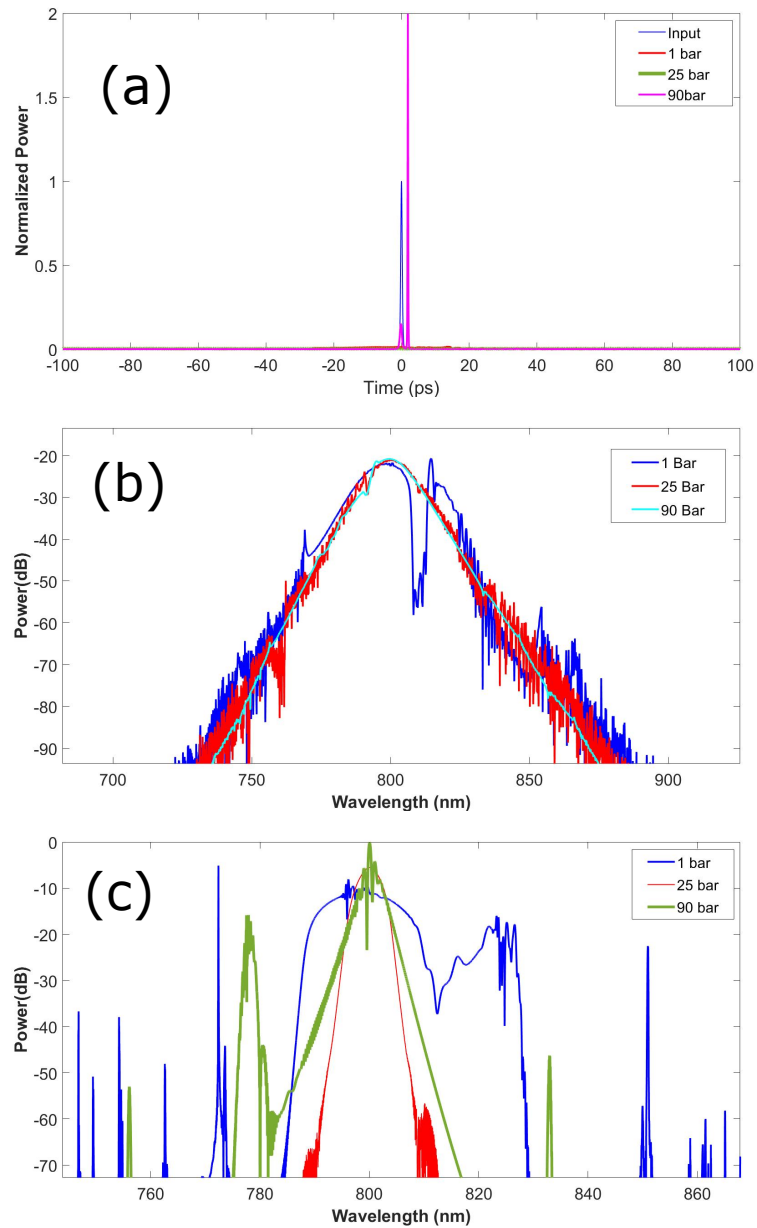 (a)
Normalized Power
2
1.5
1
0.5
0
Input
1 bar
25 bar
90bar
-100 -80 -60 -40 -20 0 20 40 60 80 100
Time (ps)
(b)
Power(dB)
-20
-30
-40
-50
-60
-70
-80
-90
1 Bar
25 Bar
90 Bar
700 750 800 850 900
Wavelength (nm)
(c)
Power(dB)
0
-10
-20
-30
-40
-50
-60
-70
1 bar
25 bar
90 bar
760 780 800 820 840 860
Wavelength (nm)